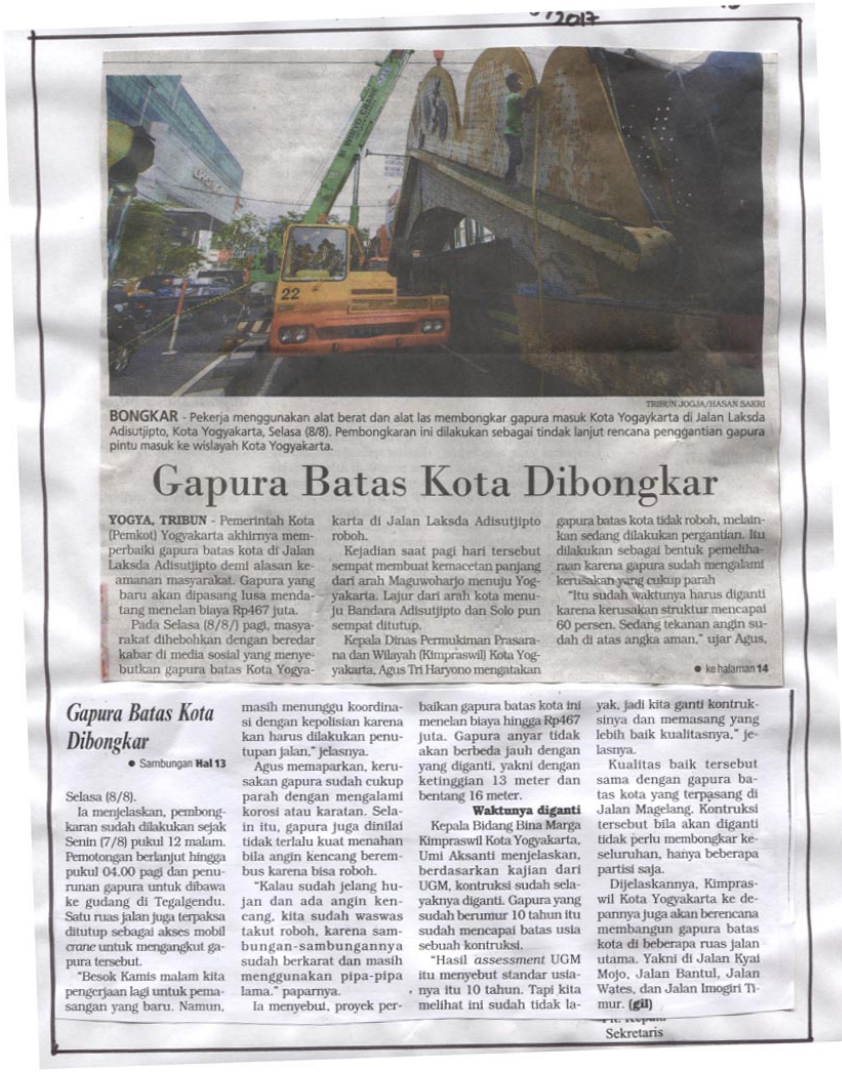 2017
22
TRIBUN JOGJA/HASAN SAKRI
BONGKAR - Pekerja menggunakan alat berat dan alat las membongkar gapura masuk Kota Yogaykarta di Jalan Laksda
Adisutjipto, Kota Yogyakarta, Selasa (8/8). Pembongkaran ini dilakukan sebagai tindak lanjut rencana penggantian gapura
pintu masuk ke wislayah Kota Yogyakarta.
Gapura Batas Kota Dibongkar
YOGYA, TRIBUN - Pemerintah Kota
(Pemkot) Yogyakarta akhirnya mem-
perbaiki gapura batas kota di Jalan
Laksda Adisutjipto demi alasan ke-
amanan masyarakat. Gapura yang
baru akan dipasang lusa menda-
tang menelan biaya Rp467 juta.
Pada Selasa (8/8/) pagi, masya-
rakat dihebohkan dengan beredar
kabar di media sosial yang menye-
butkan gapura batas Kota Yogya-
karta di Jalan Laksda Adisutjipto
roboh.
Kejadian saat pagi hari tersebut
sempat membuat kemacetan panjang
dari arah Maguwoharjo menuju Yog-
yakarta. Lajur dari arah kota menu-
ju Bandara Adisutjipto dan Solo pun
sempat ditutup.
Kepala Dinas Permukiman Prasara-
na dan Wilayah (Kimpraswil) Kota Yog-
yakarta, Agus Tri Haryono mengatakan
gapura batas kota tidak roboh, melain-
kan sedang dilakukan pergantian. Itu
dilakukan sebagai bentuk pemeliha-
raan karena gapura sudah mengalami
kerusakan yang cukup parah
"Itu sudah waktunya harus diganti
karena kerusakan struktur mencapai
60 persen. Sedang tekanan angin su-
dah di atas angka aman," ujar Agus,
● ke halaman 14
Gapura Batas Kota
Dibongkar
● Sambungan Hal 13
Selasa (8/8).
Ia menjelaskan, pembong-
karan sudah dilakukan sejak
Senin (7/8) pukul 12 malam.
Pemotongan berlanjut hingga
pukul 04.00 pagi dan penu-
runan gapura untuk dibawa
ke gudang di Tegalgendu.
Satu ruas jalan juga terpaksa
ditutup sebagai akses mobil
crane untuk mengangkut ga-
pura tersebut.
"Besok Kamis malam kita
pengerjaan lagi untuk pema-
sangan yang baru. Namun,
masih menunggu koordina-
si dengan kepolisian karena
kan harus dilakukan penu-
tupan jalan," jelasnya.
Agus memaparkan, keru-
sakan gapura sudah cukup
parah dengan mengalami
korosi atau karatan. Sela-
in itu, gapura juga dinilai
tidak terlalu kuat menahan
bila angin kencang berem-
bus karena bisa roboh.
"Kalau sudah jelang hu-
jan dan ada angin ken-
cang, kita sudah waswas
takut roboh, karena sam-
bungan-sambungannya
sudah berkarat dan masih
menggunakan pipa-pipa
lama." paparnya.
Ia menyebut, proyek per-
baikan gapura batas kota ini
menelan biaya hingga Rp467
juta. Gapura anyar tidak
akan berbeda jauh dengan
yang diganti, yakni dengan
ketinggian 13 meter dan
bentang 16 meter.
Waktunya diganti
Kepala Bidang Bina Marga
Kimpraswil Kota Yogyakarta,
Umi Aksanti menjelaskan,
berdasarkan kajian dari
UGM, kontruksi sudah sela-
yaknya diganti. Gapura yang
sudah berumur 10 tahun itu
sudah mencapai batas usia
sebuah kontruksi.
"Hasil assessment UGM
itu menyebut standar usia-
nya itu 10 tahun. Tapi kita
melihat ini sudah tidak la-
yak, jadi kita ganti kontruk-
sinya dan memasang yang
lebih baik kualitasnya," je-
lasnya.
Kualitas baik tersebut
sama dengan gapura ba-
tas kota yang terpasang di
Jalan Magelang. Kontruksi
tersebut bila akan diganti
tidak perlu membongkar ke-
seluruhan, hanya beberapa
partisi saja.
Dijelaskannya, Kimpras-
wil Kota Yogyakarta ke de-
pannya juga akan berencana
membangun gapura batas
kota di beberapa ruas jalan
utama. Yakni di Jalan Kyai
Mojo, Jalan Bantul, Jalan
Wates, dan Jalan Imogiri Ti-
mur. (gil)
Sekretaris